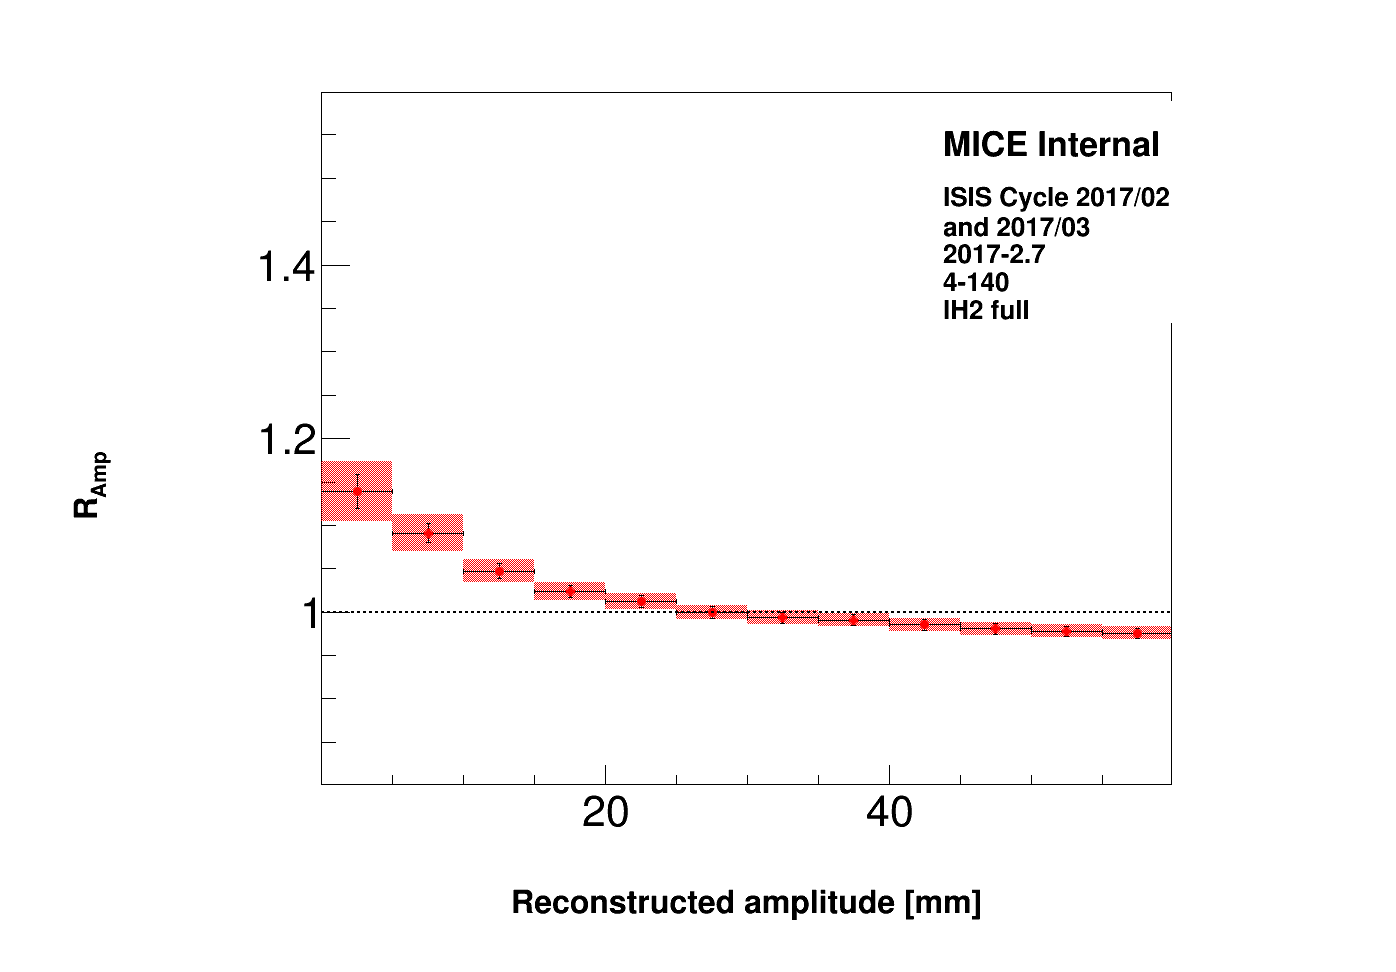 MICE Internal
ISIS Cycle 2017/02
and 2017/03
2017-2.7
4-140
lH2 full
1.4
1.2
1
R_Amp
20
40
Reconstructed amplitude [mm]